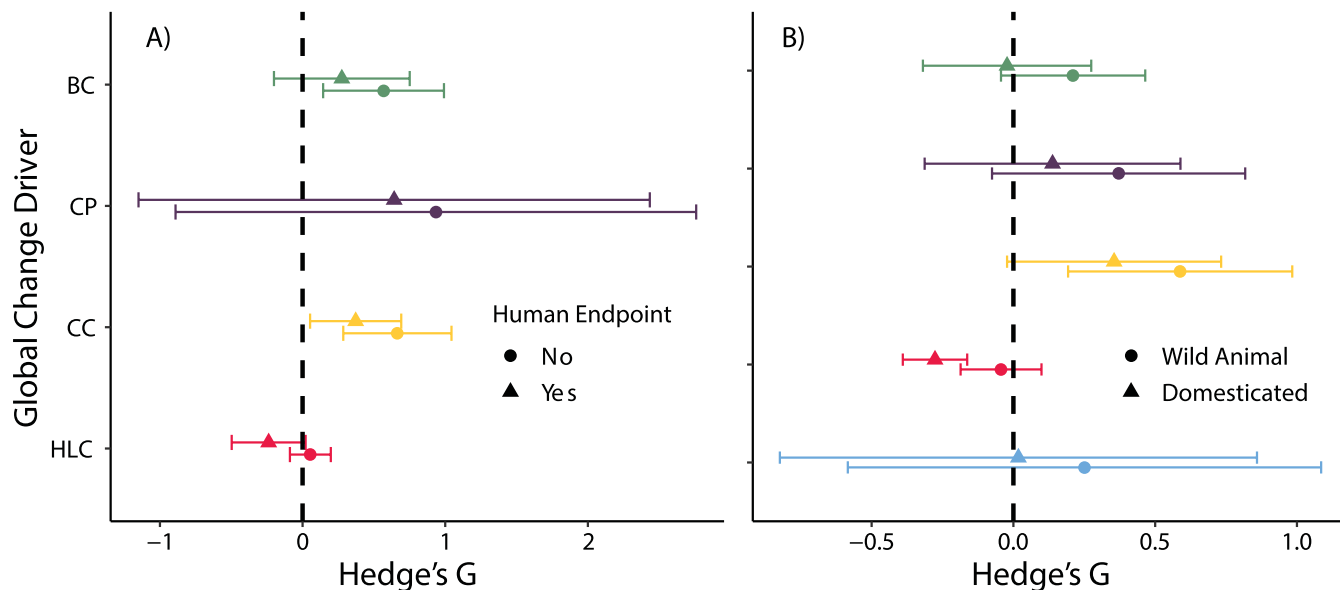 A)
Global Change Driver
BC
CP
CC
HLC
Human Endpoint
No
Yes
−1 0 1 2
Hedge's G
B)
Wild Animal
Domesticated
−0.5 0.0 0.5 1.0
Hedge's G